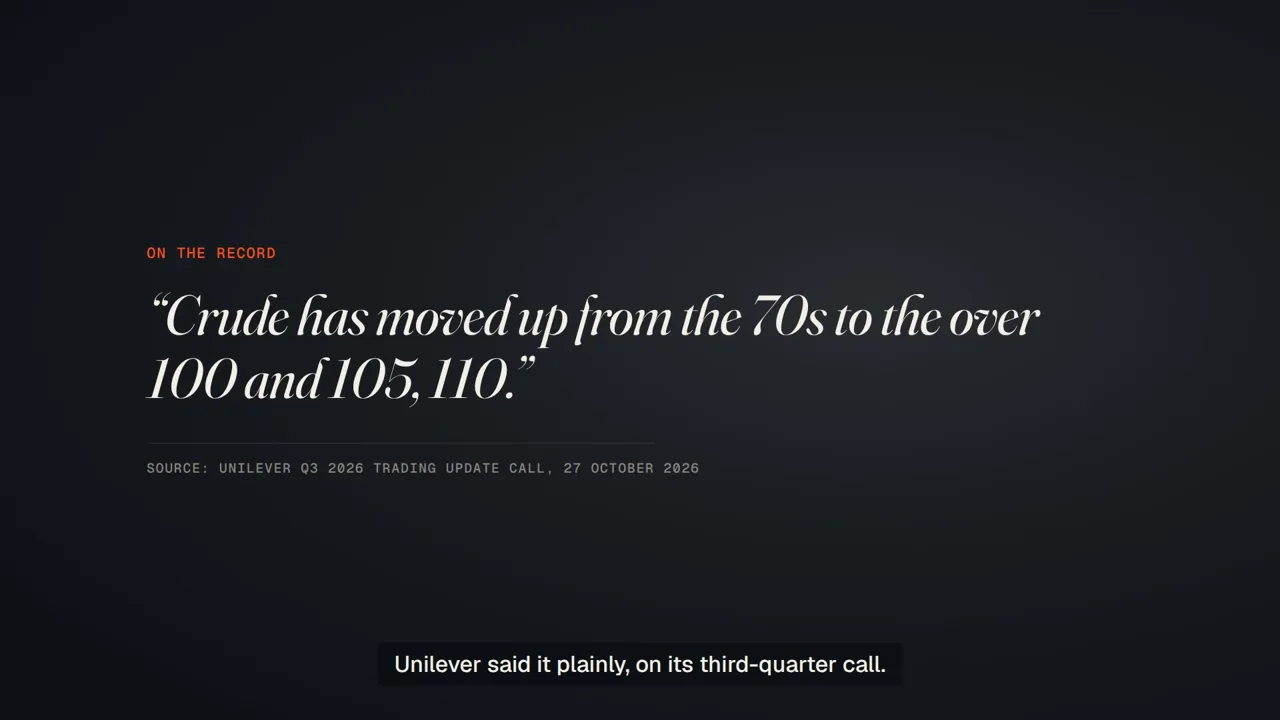 ON THE RECORD
“Crude has moved up from the 70s to the over
100 and 105, 110.”
SOURCE: UNILEVER Q3 2026 TRADING UPDATE CALL, 27 OCTOBER 2026
Unilever said it plainly, on its third-quarter call.